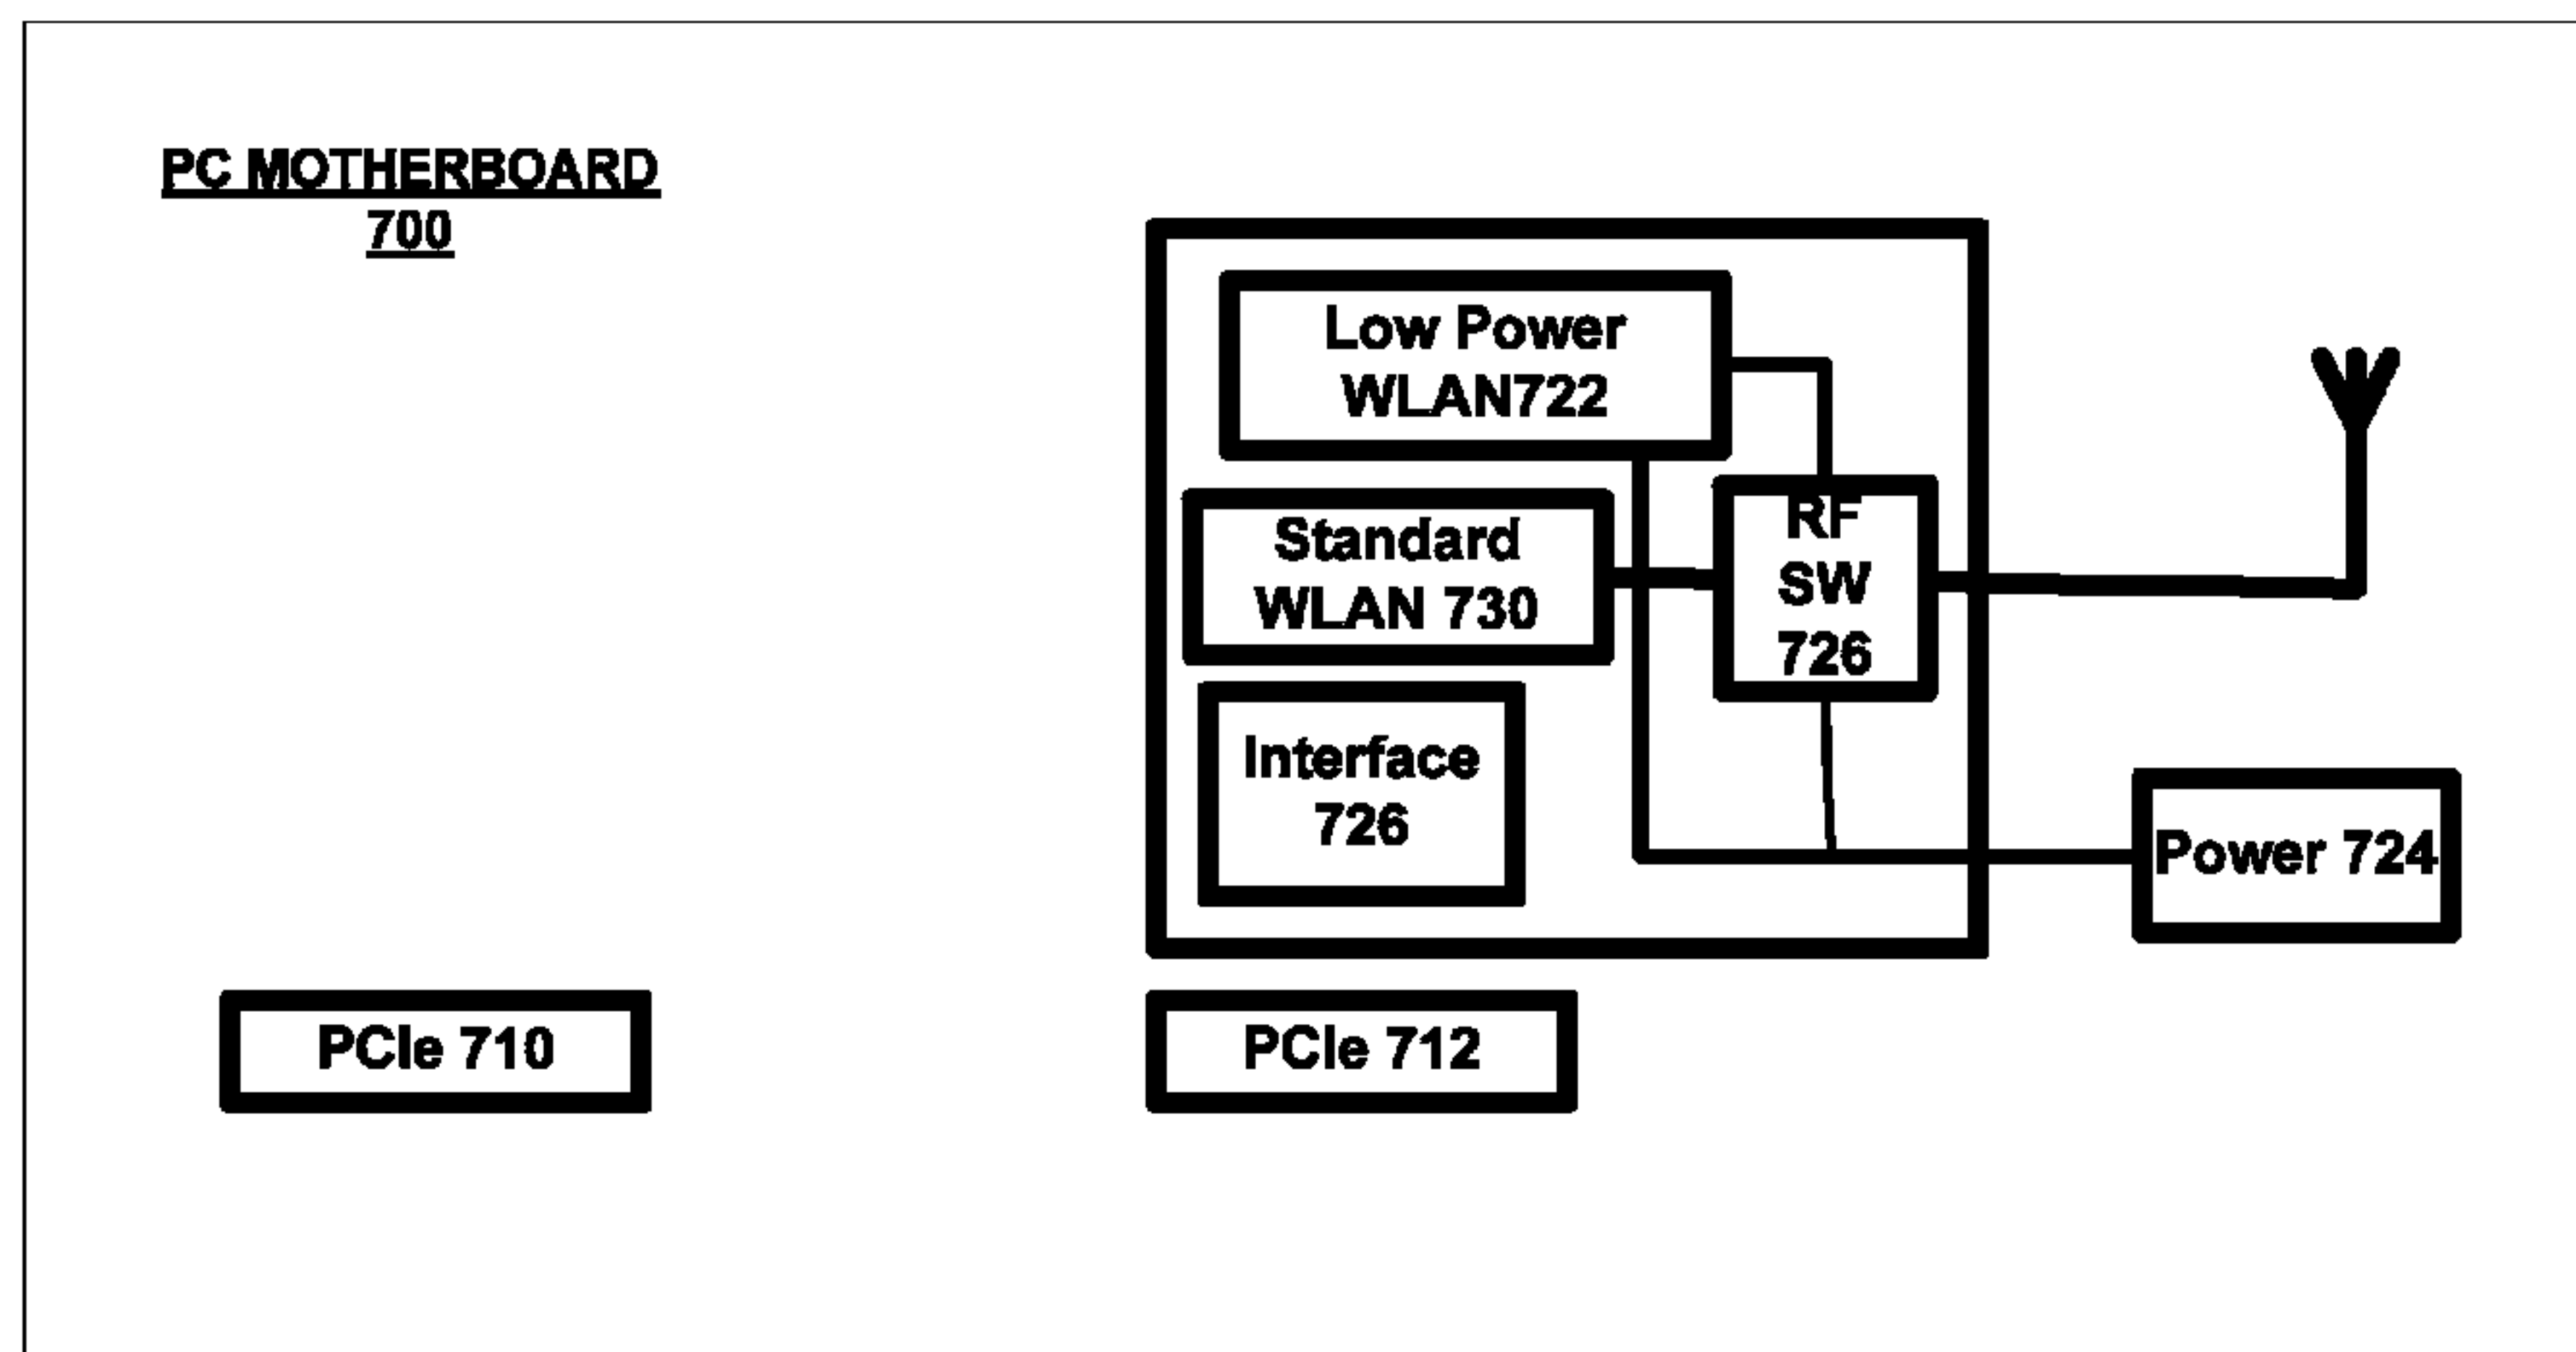 PC MOTHERBOARD
700
Low Power
WLAN722
Standard
WLAN 730
RF
SW
726
Interface
726
Power 724
PCIe 710
PCIe 712